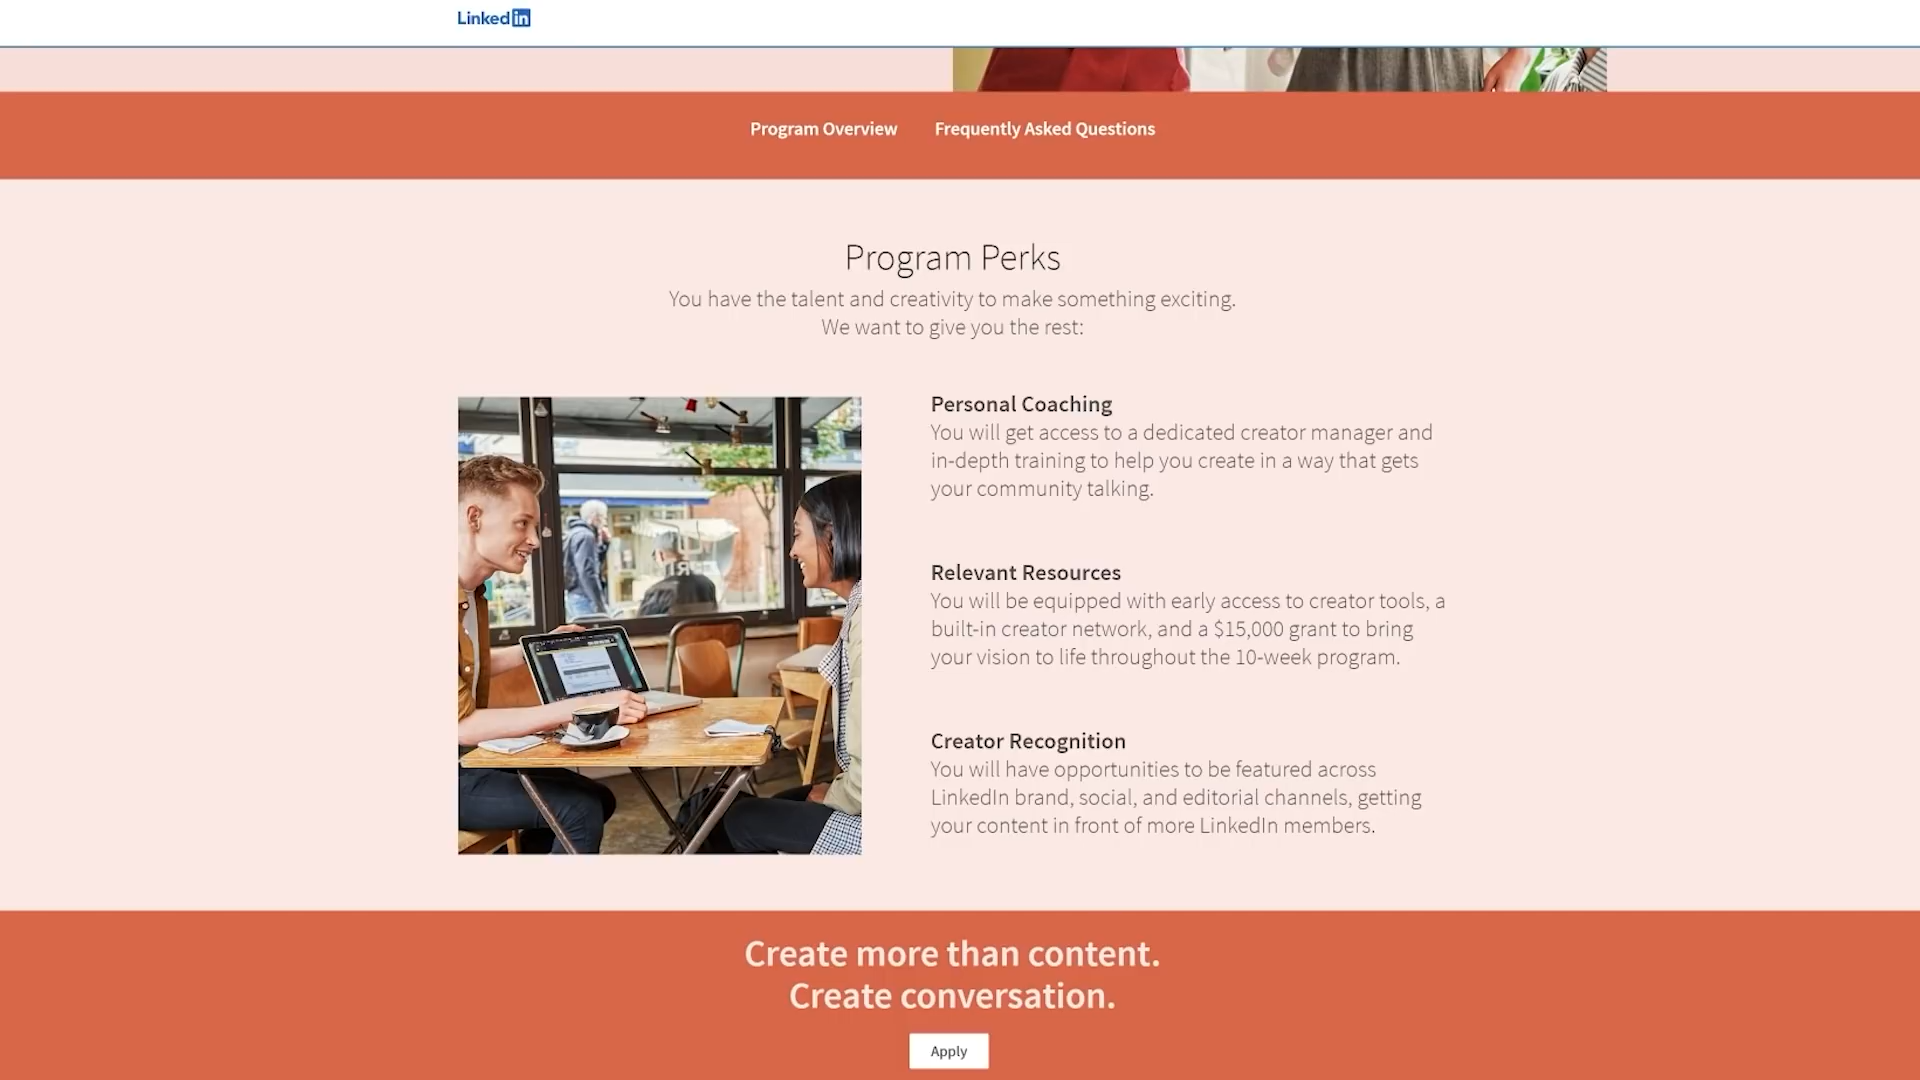 Linkedin
Program Overview
Frequently Asked Questions
Program Perks
You have the talent and creativity to make something exciting.
We want to give you the rest:
Personal Coaching
You will get access to a dedicated creator manager and
in-depth training to help you create in a way that gets
your community talking.
Relevant Resources
You will be equipped with early access to creator tools, a
built-in creator network, and a $15,000 grant to bring
your vision to life throughout the 10-week program.
Creator Recognition
You will have opportunities to be featured across
LinkedIn brand, social, and editorial channels, getting
your content in front of more LinkedIn members.
Create more than content.
Create conversation.
Apply